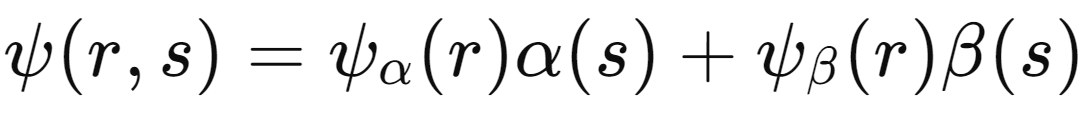 ψ(r, s) = ψ_α(r)α(s) + ψ_β(r)β(s)